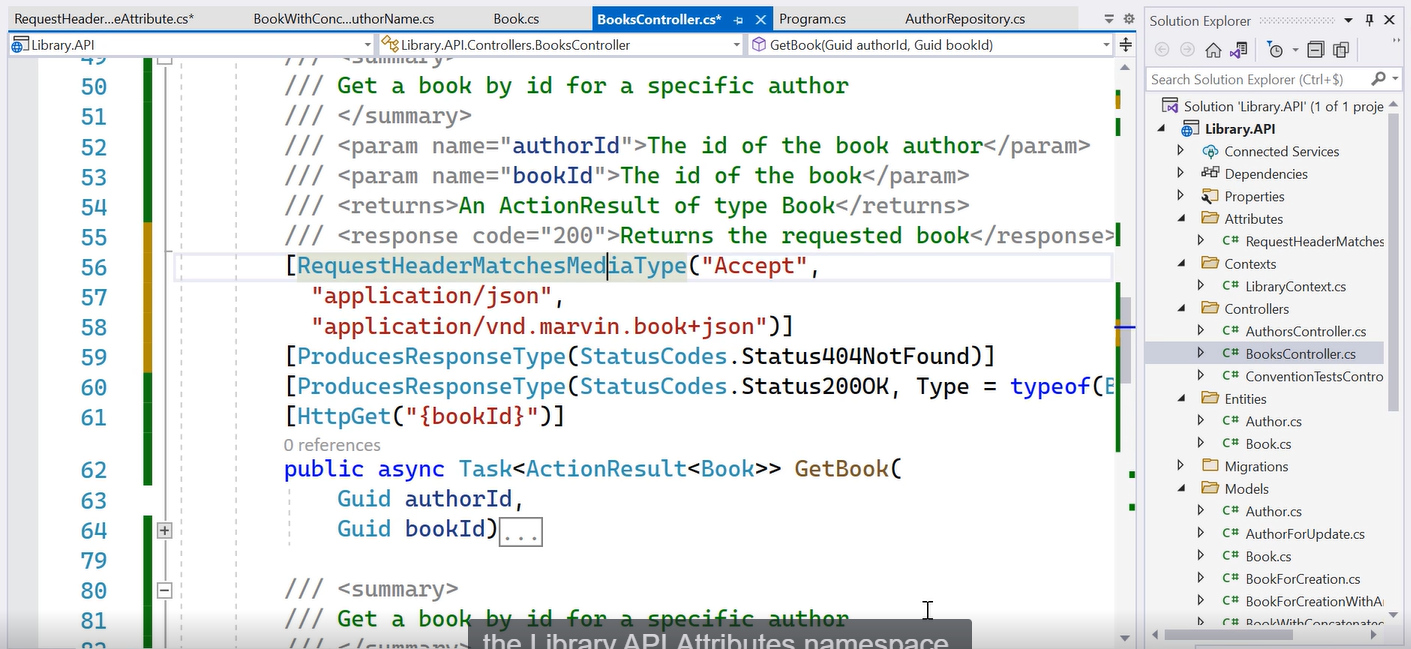 RequestHeader...eAttribute.cs*
BookWithConc...uthorName.cs
Book.cs
BooksController.cs*
Program.cs
AuthorRepository.cs
Library.API
Library.API.Controllers.BooksController
GetBook(Guid authorId, Guid bookId)
49 /// <summary>
50 /// Get a book by id for a specific author
51 /// </summary>
52 /// <param name="authorId">The id of the book author</param>
53 /// <param name="bookId">The id of the book</param>
54 /// <returns>An ActionResult of type Book</returns>
55 /// <response code="200">Returns the requested book</response>
56 [RequestHeaderMatchesMediaType("Accept",
57 "application/json",
58 "application/vnd.marvin.book+json")]
59 [ProducesResponseType(StatusCodes.Status404NotFound)]
60 [ProducesResponseType(StatusCodes.Status200OK, Type = typeof(B
61 [HttpGet("{bookId}")]
0 references
62 public async Task<ActionResult<Book>> GetBook(
63 Guid authorId,
64 Guid bookId)...
79
80 /// <summary>
81 /// Get a book by id for a specific author
82 /// </summary>
the Library API Attributes namespace
Solution Explorer
Search Solution Explorer (Ctrl+$)
Solution 'Library.API' (1 of 1 proje
Library.API
Connected Services
Dependencies
Properties
Attributes
C# RequestHeaderMatches
Contexts
C# LibraryContext.cs
Controllers
C# AuthorsController.cs
C# BooksController.cs
C# ConventionTestsContro
Entities
C# Author.cs
C# Book.cs
Migrations
Models
C# Author.cs
C# AuthorForUpdate.cs
C# Book.cs
C# BookForCreation.cs
C# BookForCreationWithA
C# BookWithConcatenated